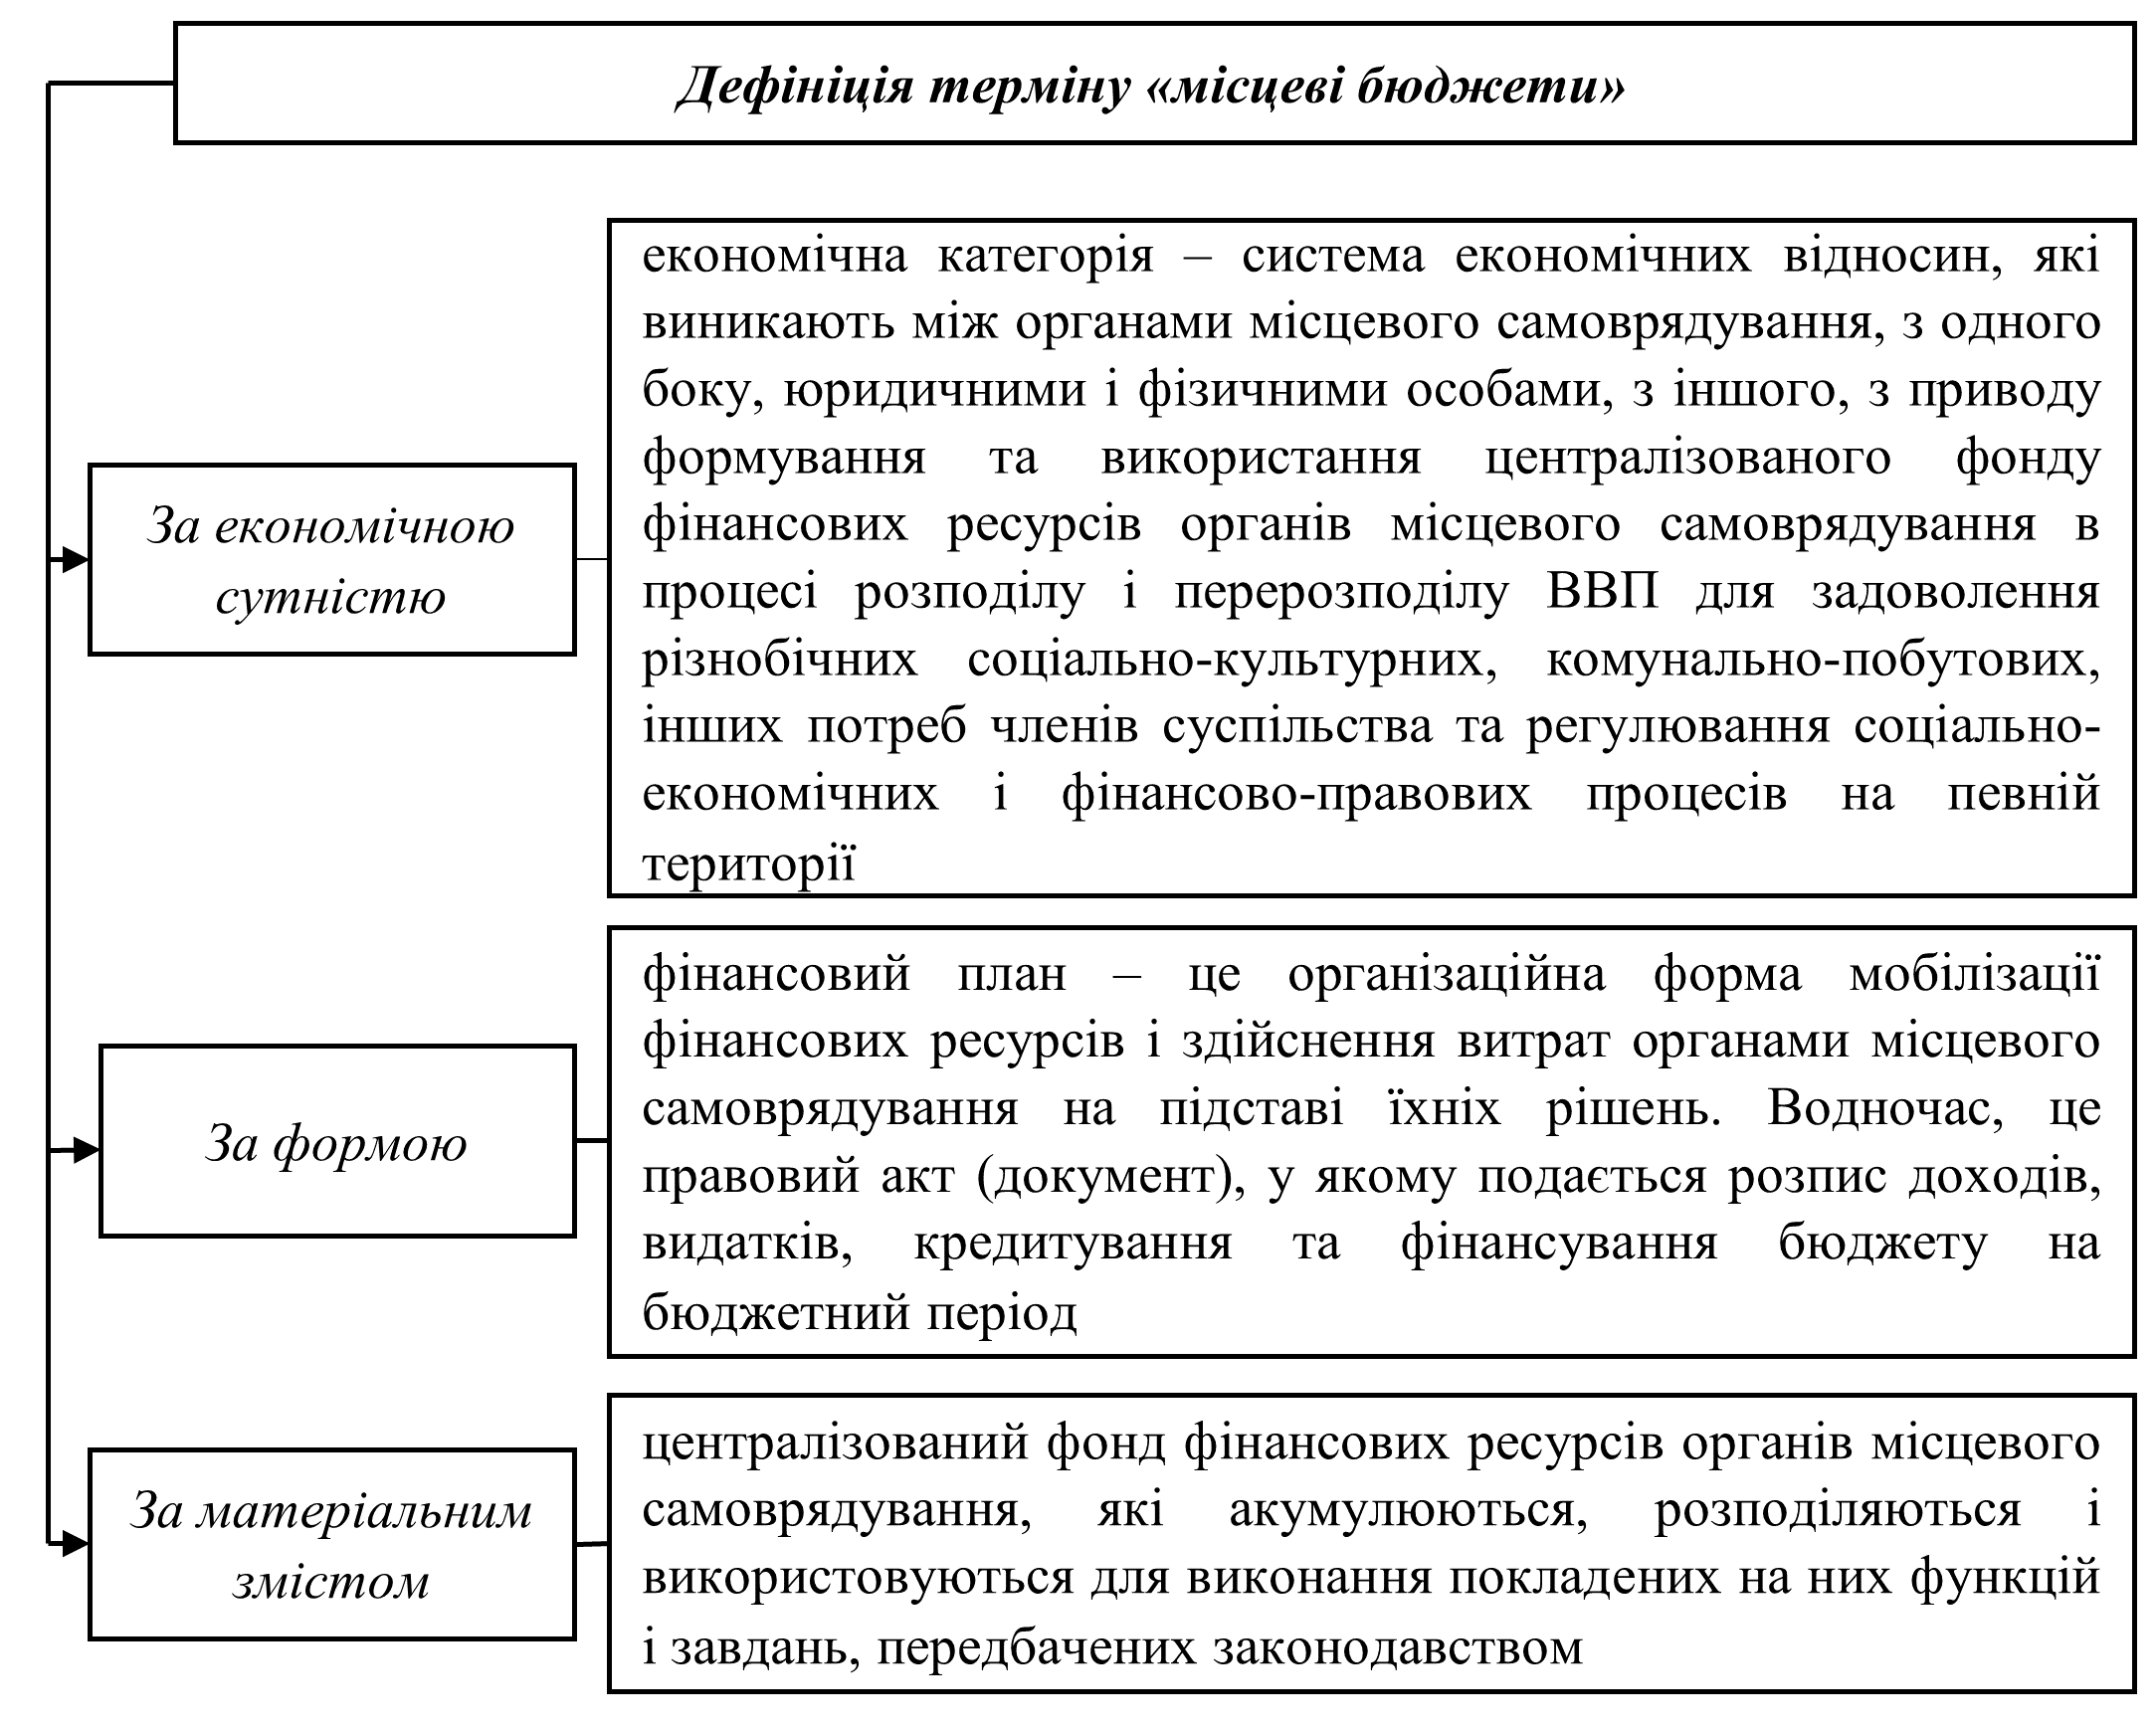 Дефініція терміну «місцеві бюджети»
За економічною
сутністю
економічна категорія – система економічних відносин, які
виникають між органами місцевого самоврядування, з одного
боку, юридичними і фізичними особами, з іншого, з приводу
формування та використання централізованого фонду
фінансових ресурсів органів місцевого самоврядування в
процесі розподілу і перерозподілу ВВП для задоволення
різнобічних соціально-культурних, комунально-побутових,
інших потреб членів суспільства та регулювання соціально-
економічних і фінансово-правових процесів на певній
території
За формою
фінансовий план – це організаційна форма мобілізації
фінансових ресурсів і здійснення витрат органами місцевого
самоврядування на підставі їхніх рішень. Водночас, це
правовий акт (документ), у якому подається розпис доходів,
видатків, кредитування та фінансування бюджету на
бюджетний період
За матеріальним
змістом
централізований фонд фінансових ресурсів органів місцевого
самоврядування, які акумулюються, розподіляються і
використовуються для виконання покладених на них функцій
і завдань, передбачених законодавством